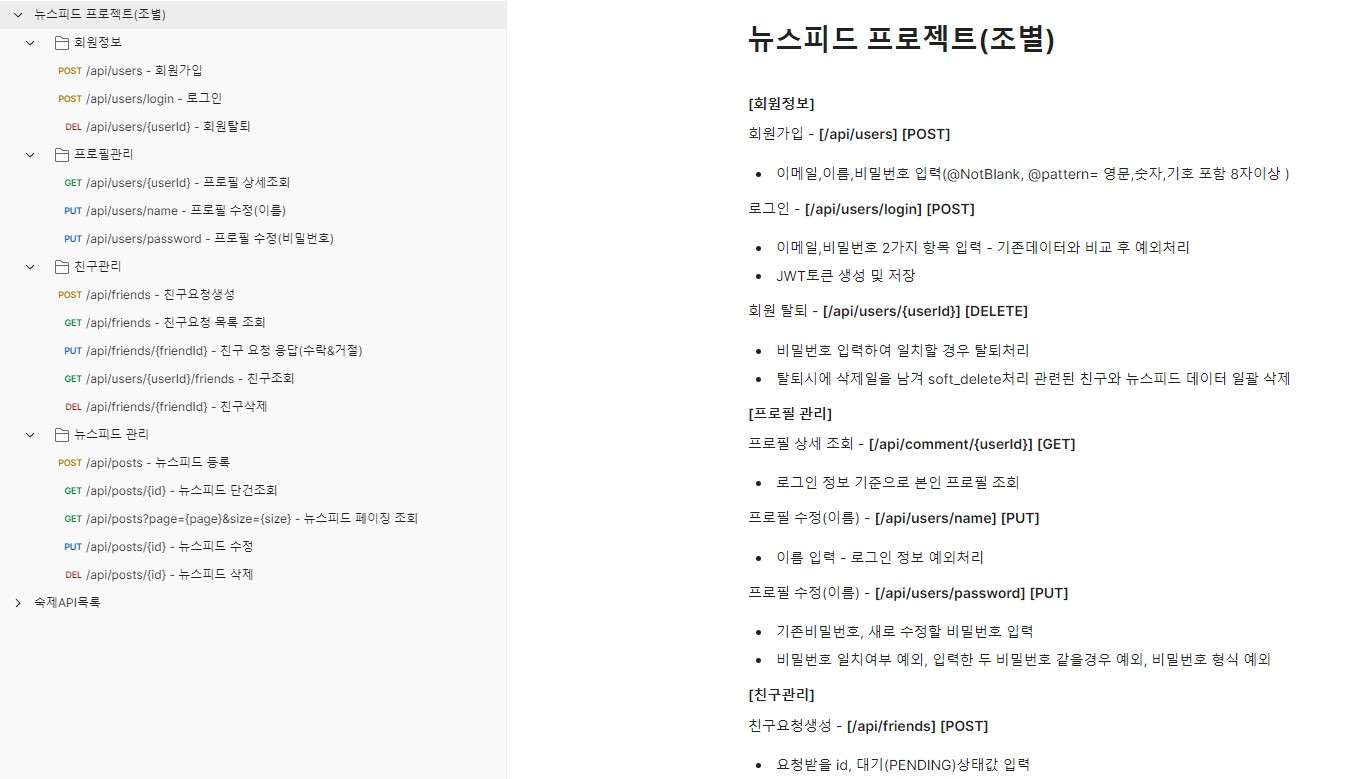 뉴스피드 프로젝트(조별)
회원정보
POST /api/users - 회원가입
POST /api/users/login - 로그인
DEL /api/users/{userId} - 회원탈퇴
프로필관리
GET /api/users/{userId} - 프로필 상세조회
PUT /api/users/name - 프로필 수정(이름)
PUT /api/users/password - 프로필 수정(비밀번호)
친구관리
POST /api/friends - 친구요청생성
GET /api/friends - 친구요청 목록 조회
PUT /api/friends/{friendId} - 친구 요청 응답(수락&거절)
GET /api/users/{userId}/friends - 친구조회
DEL /api/friends/{friendId} - 친구삭제
뉴스피드 관리
POST /api/posts - 뉴스피드 등록
GET /api/posts/{id} - 뉴스피드 단건조회
GET /api/posts?page={page}&size={size} - 뉴스피드 페이징 조회
PUT /api/posts/{id} - 뉴스피드 수정
DEL /api/posts/{id} - 뉴스피드 삭제
숙제API목록
뉴스피드 프로젝트(조별)
[회원정보]
회원가입 - [/api/users] [POST]
• 이메일,이름,비밀번호 입력(@NotBlank, @pattern= 영문,숫자,기호 포함 8자이상 )
로그인 - [/api/users/login] [POST]
• 이메일,비밀번호 2가지 항목 입력 - 기존데이터와 비교 후 예외처리
• JWT토큰 생성 및 저장
회원 탈퇴 - [/api/users/{userId}] [DELETE]
• 비밀번호 입력하여 일치할 경우 탈퇴처리
• 탈퇴시에 삭제일을 남겨 soft_delete처리 관련된 친구와 뉴스피드 데이터 일괄 삭제
[프로필 관리]
프로필 상세 조회 - [/api/comment/{userId}] [GET]
• 로그인 정보 기준으로 본인 프로필 조회
프로필 수정(이름) - [/api/users/name] [PUT]
• 이름 입력 - 로그인 정보 예외처리
프로필 수정(이름) - [/api/users/password] [PUT]
• 기존비밀번호, 새로 수정할 비밀번호 입력
• 비밀번호 일치여부 예외, 입력한 두 비밀번호 같을경우 예외, 비밀번호 형식 예외
[친구관리]
친구요청생성 - [/api/friends] [POST]
• 요청받을 id, 대기(PENDING)상태값 입력